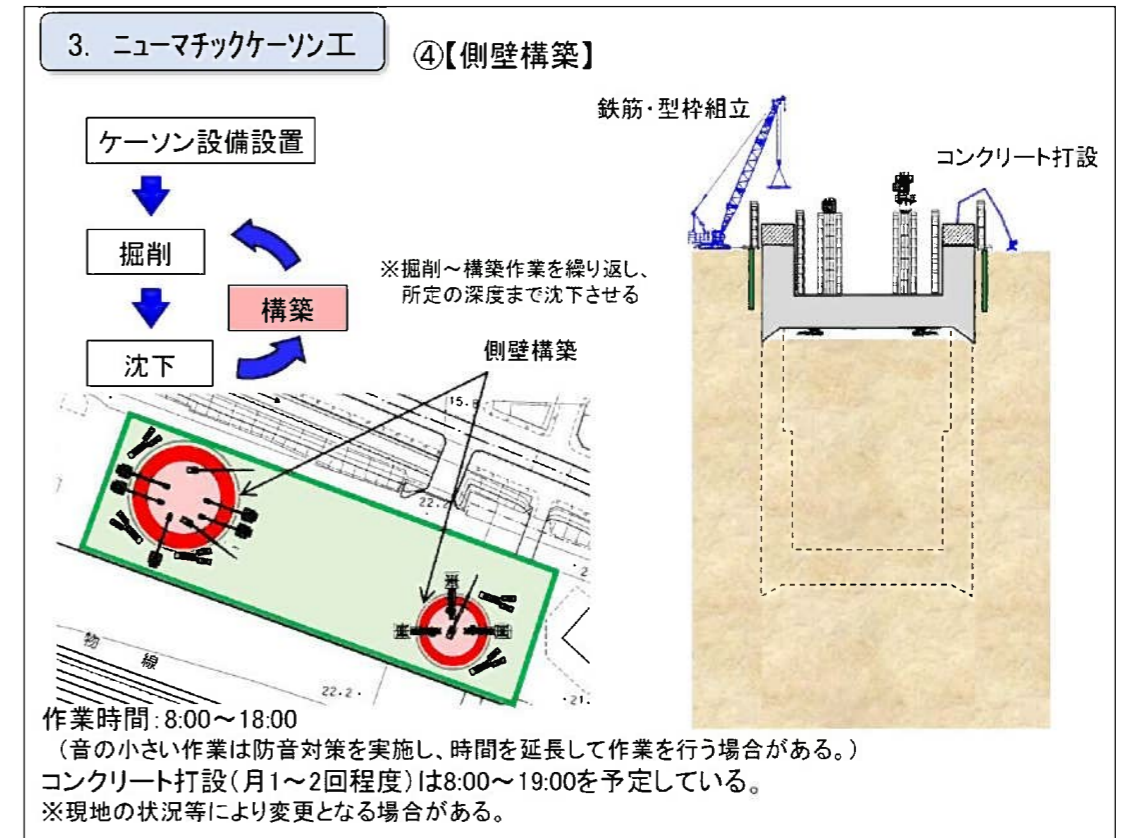 3. ニューマチックケーソン工
④【側壁構築】
ケーソン設備設置
掘削
構築
沈下
※掘削～構築作業を繰り返し、
所定の深度まで沈下させる
側壁構築
鉄筋・型枠組立
コンクリート打設
22.2
物線
22.2
作業時間:8:00～18:00
（音の小さい作業は防音対策を実施し、時間を延長して作業を行う場合がある。）
コンクリート打設（月1～2回程度）は8:00～19:00を予定している。
※現地の状況等により変更となる場合がある。